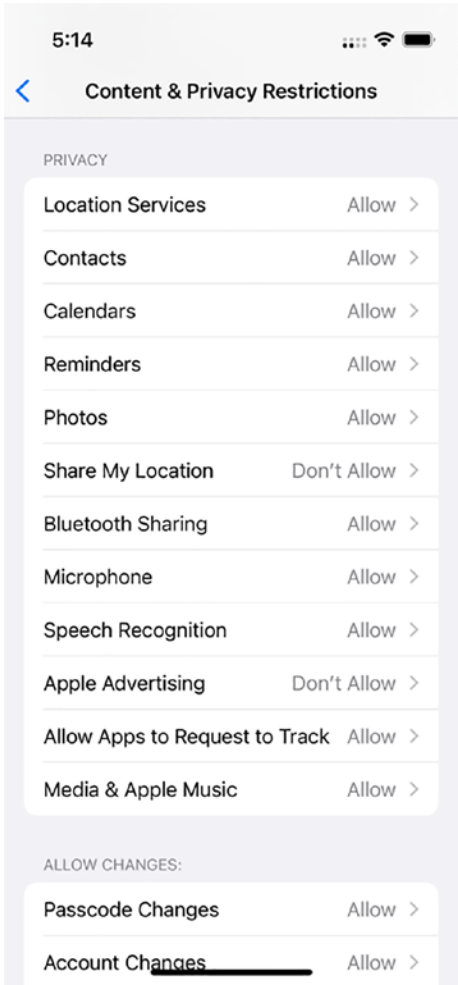 5:14
Content & Privacy Restrictions
PRIVACY
Location Services Allow
Contacts Allow
Calendars Allow
Reminders Allow
Photos Allow
Share My Location Don't Allow
Bluetooth Sharing Allow
Microphone Allow
Speech Recognition Allow
Apple Advertising Don't Allow
Allow Apps to Request to Track Allow
Media & Apple Music Allow
ALLOW CHANGES:
Passcode Changes Allow
Account Changes Allow